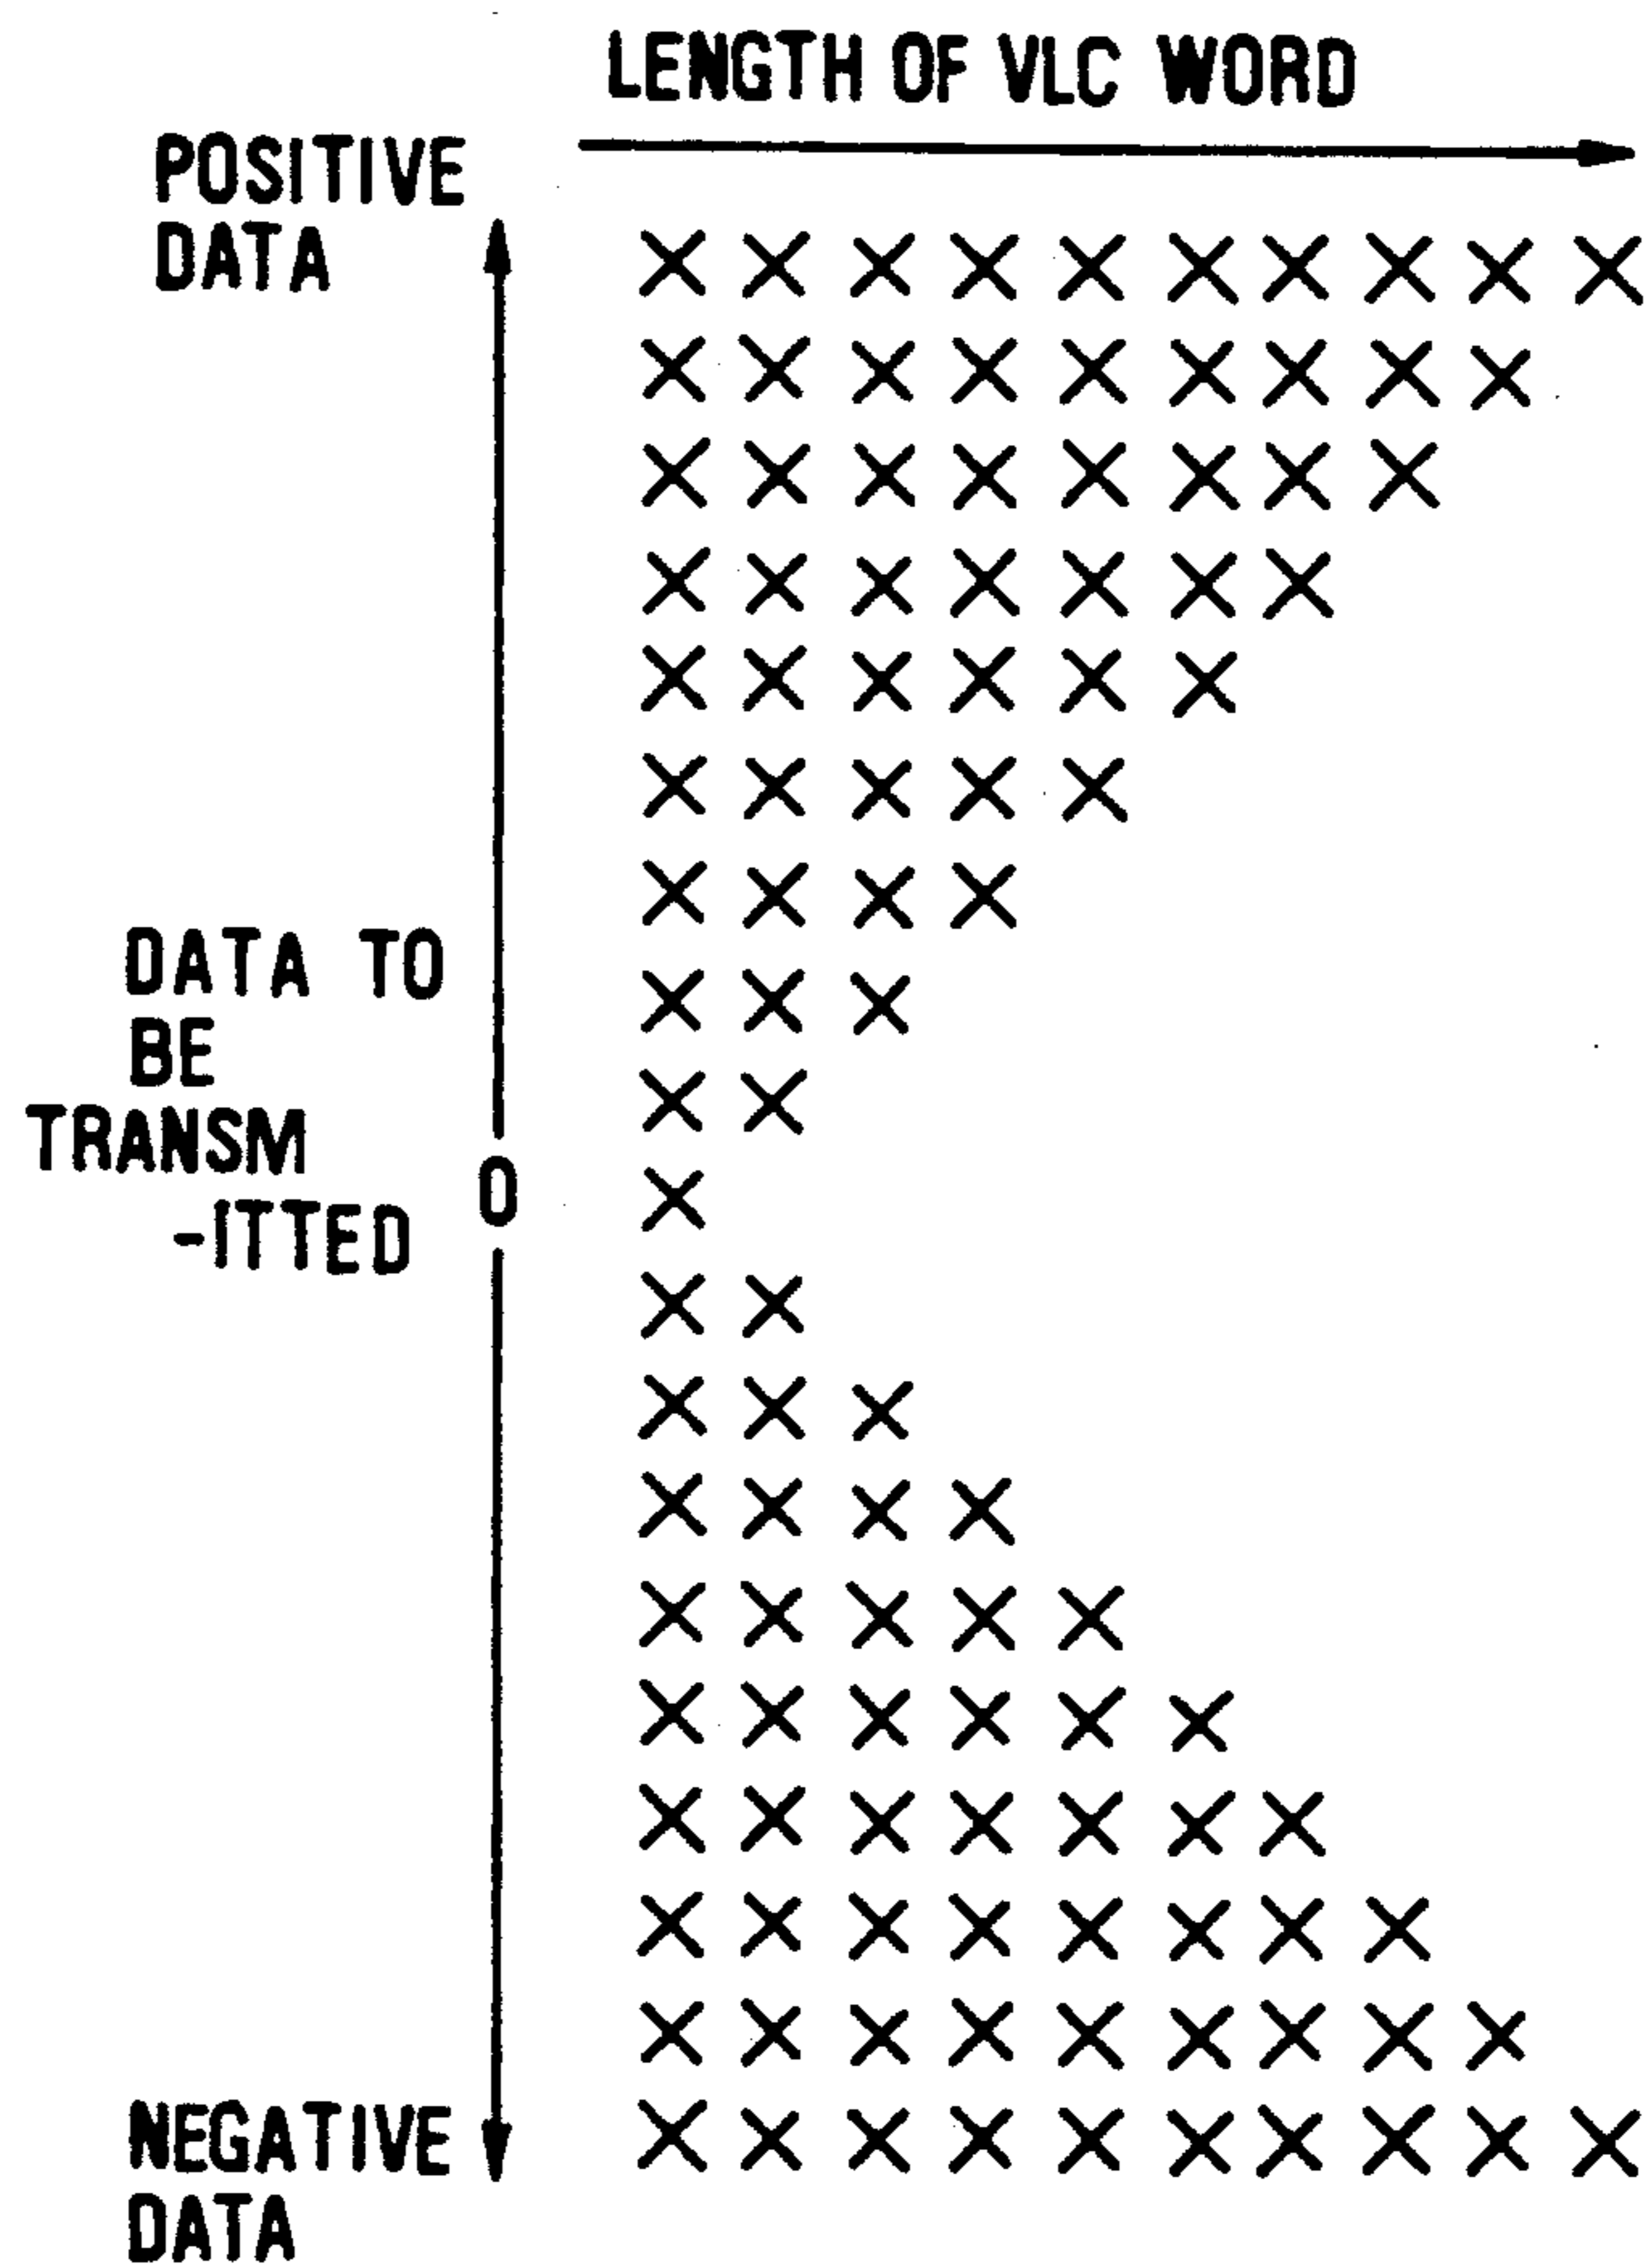 LENGTH OF VLC WORD
POSITIVE
DATA
X X X X X X X X X X
X X X X X X X X X
X X X X X X X X
X X X X X X X
X X X X X X
X X X X X
X X X X
X X X
X X
DATA TO
BE
TRANSM
-ITTED
0 X
X X
X X X
X X X X
X X X X X
X X X X X X
X X X X X X X
X X X X X X X X
X X X X X X X X X
X X X X X X X X X X
NEGATIVE
DATA